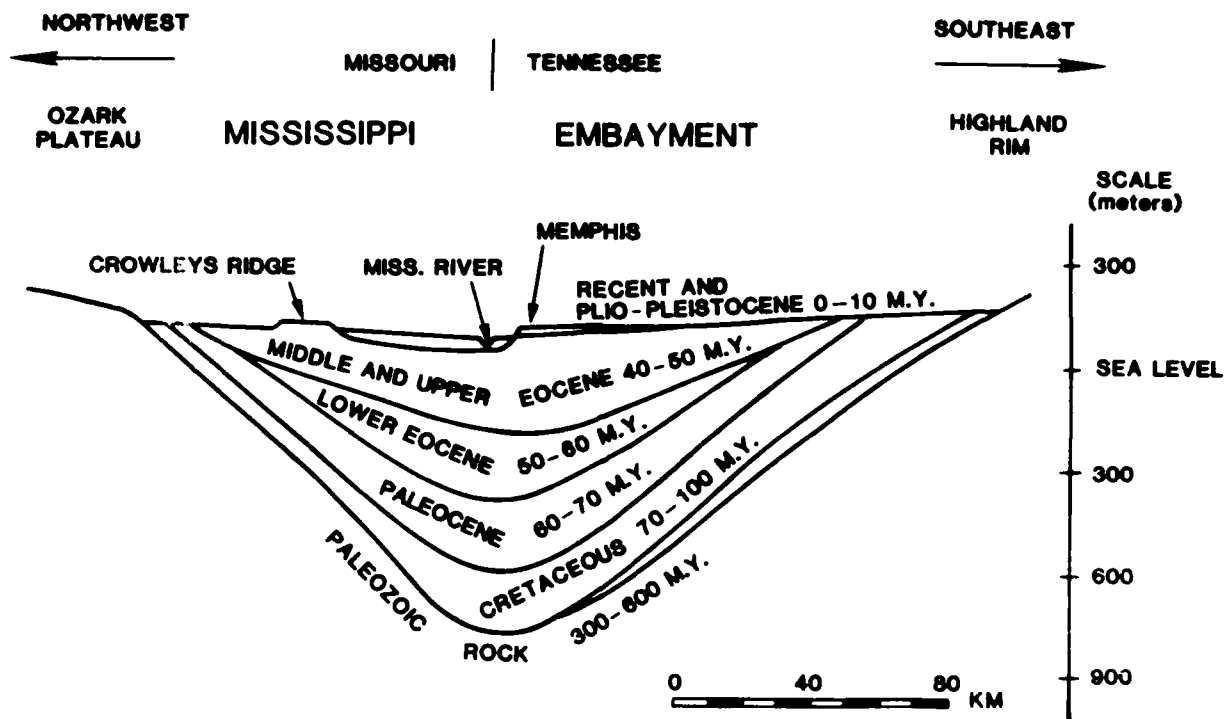 NORTHWEST
SOUTHEAST
MISSOURI | TENNESSEE
OZARK
PLATEAU
MISSISSIPPI EMBAYMENT
HIGHLAND
RIM
SCALE
(meters)
MEMPHIS
CROWLEYS RIDGE
MISS. RIVER
RECENT AND
PLIO-PLEISTOCENE 0-10 M.Y.
300
MIDDLE AND UPPER EOCENE 40-50 M.Y.
SEA LEVEL
LOWER EOCENE 50-60 M.Y.
300
PALEOCENE 60-70 M.Y.
CRETACEOUS 70-100 M.Y.
600
PALEOZOIC ROCK 300-600 M.Y.
900
0 40 80
KM